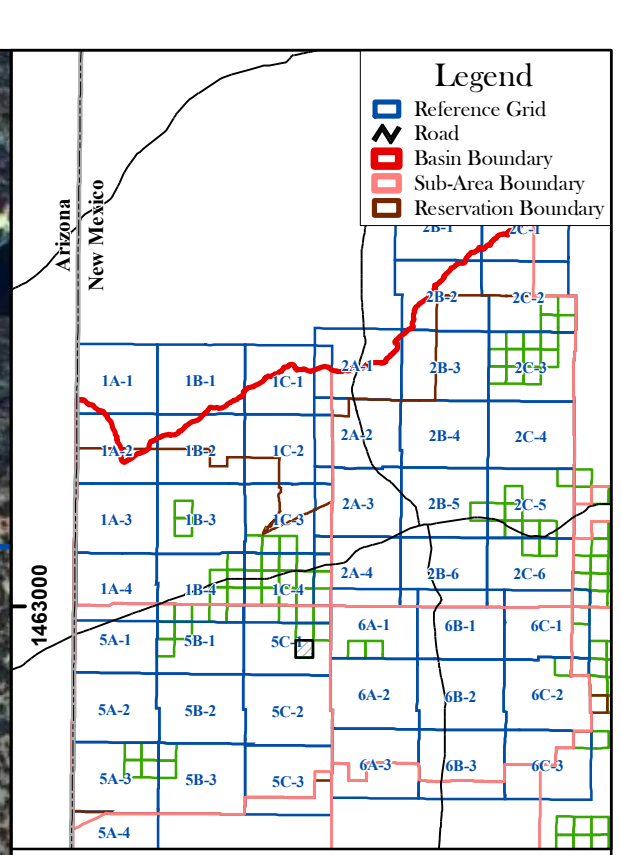 Legend
Reference Grid
Road
Basin Boundary
Sub-Area Boundary
Reservation Boundary
Arizona
New Mexico
1463000
2B-1 2C-1
2B-2 2C-2
1A-1 1B-1 1C-1 2A-1 2B-3 2C-3
1A-2 1B-2 1C-2 2A-2 2B-4 2C-4
1A-3 1B-3 1C-3 2A-3 2B-5 2C-5
1A-4 1B-4 1C-4 2A-4 2B-6 2C-6
5A-1 5B-1 5C-1 6A-1 6B-1 6C-1
5A-2 5B-2 5C-2 6A-2 6B-2 6C-2
5A-3 5B-3 5C-3 6A-3 6B-3 6C-3
5A-4